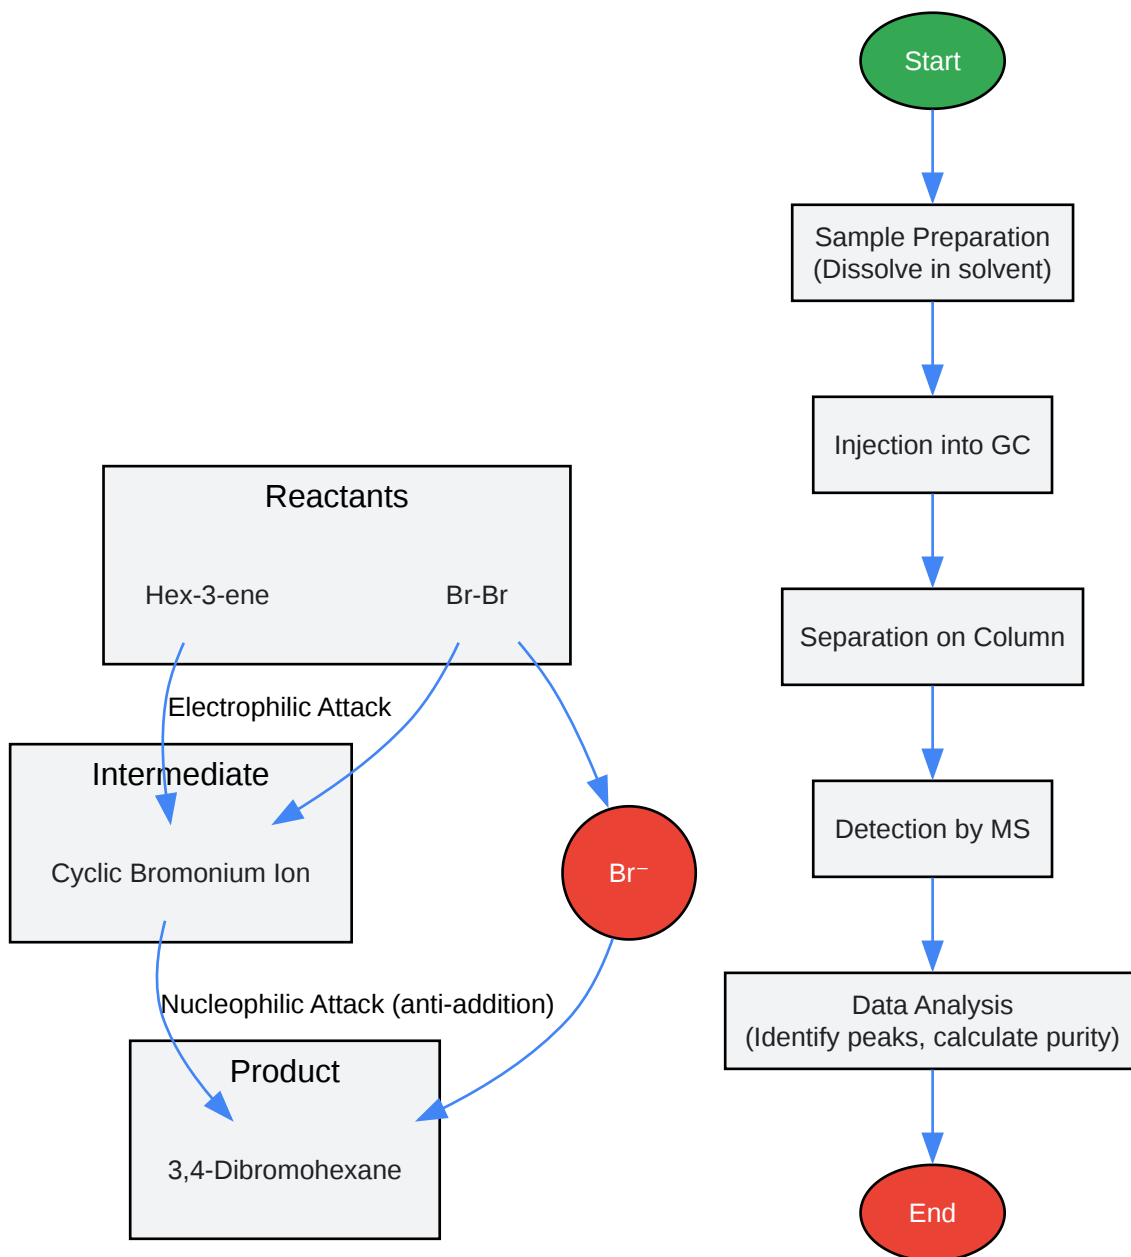 Reactants
Hex-3-ene
Br-Br
Electrophilic Attack
Intermediate
Cyclic Bromonium Ion
Br⁻
Nucleophilic Attack (anti-addition)
Product
3,4-Dibromohexane
Start
Sample Preparation
(Dissolve in solvent)
Injection into GC
Separation on Column
Detection by MS
Data Analysis
(Identify peaks, calculate purity)
End